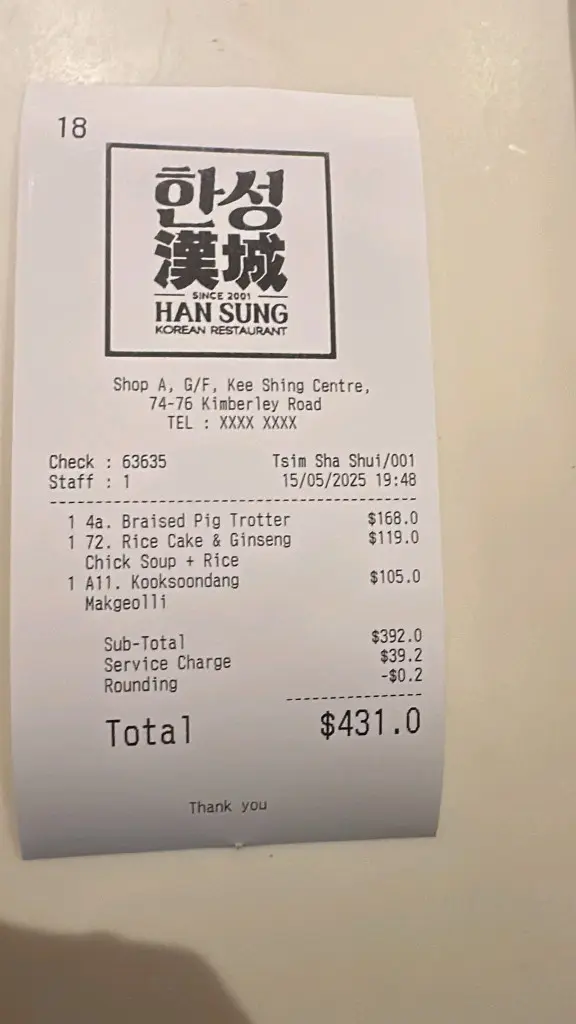 18
한성
漢城
SINCE 2001
HAN SUNG
KOREAN RESTAURANT
Shop A, G/F, Kee Shing Centre,
74-76 Kimberley Road
TEL : XXXX XXXX
Check : 63635 Tsim Sha Shui/001
Staff : 1 15/05/2025 19:48
1 4a. Braised Pig Trotter $168.0
1 72. Rice Cake & Ginseng $119.0
Chick Soup + Rice
1 A11. Kooksoondang $105.0
Makgeolli
Sub-Total $392.0
Service Charge $39.2
Rounding -$0.2
Total $431.0
Thank you